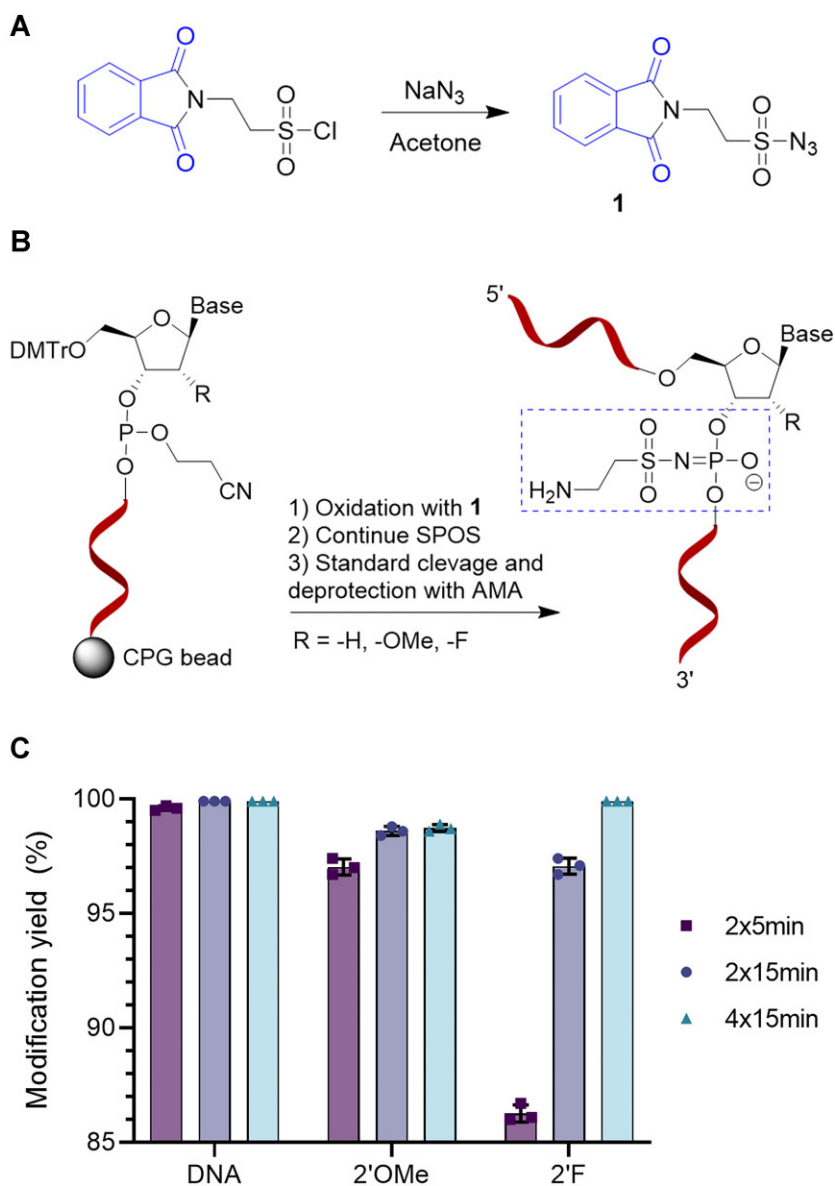 A
O
N
O
O
S
O
Cl
NaN3
Acetone
O
N
O
O
S
O
N3
1
B
DMTrO
O
Base
R
O
P
O
O
CN
CPG bead
1) Oxidation with 1
2) Continue SPOS
3) Standard clevage and
deprotection with AMA
R = -H, -OMe, -F
5'
O
O
Base
R
O
O
S
N=P
O
⊖
H2N
O
O
3'
C
Modification yield (%)
100
95
90
85
DNA
2'OMe
2'F
2x5min
2x15min
4x15min